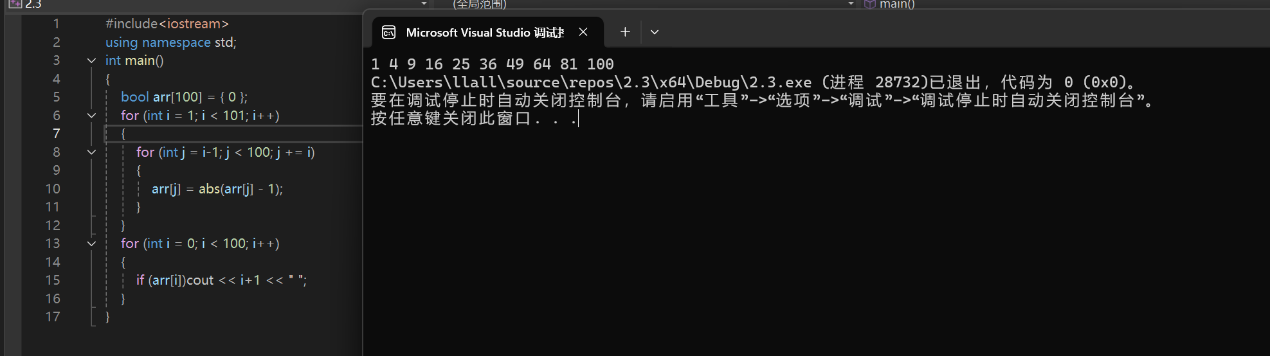 2.3
(全局范围)
main()
1 #include<iostream>
2 using namespace std;
3 int main()
4 {
5 bool arr[100] = { 0 };
6 for (int i = 1; i < 101; i++)
7 {
8 for (int j = i-1; j < 100; j += i)
9 {
10 arr[j] = abs(arr[j] - 1);
11 }
12 }
13 for (int i = 0; i < 100; i++)
14 {
15 if (arr[i])cout << i+1 << " ";
16 }
17 }
Microsoft Visual Studio 调试
1 4 9 16 25 36 49 64 81 100
C:\Users\llall\source\repos\2.3\x64\Debug\2.3.exe (进程 28732)已退出，代码为 0 (0x0)。
要在调试停止时自动关闭控制台，请启用“工具”->“选项”->“调试”->“调试停止时自动关闭控制台”。
按任意键关闭此窗口. . .